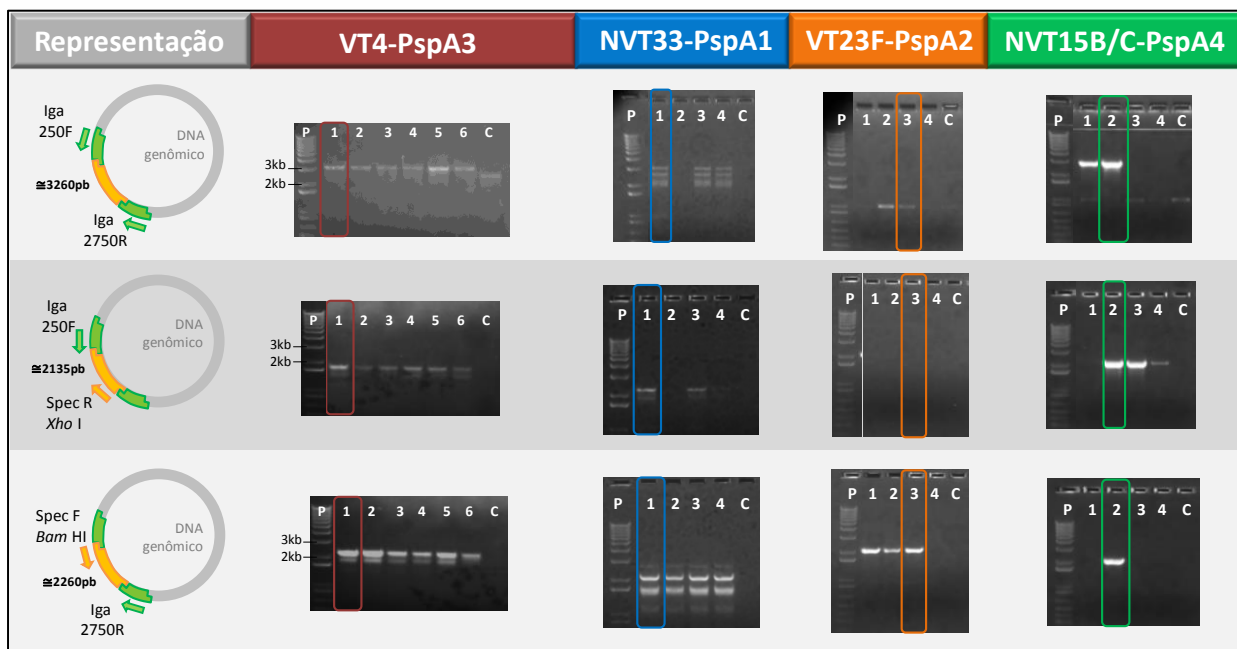 Representação
VT4-PspA3
NVT33-PspA1
VT23F-PspA2
NVT15B/C-PspA4
Iga
250F
DNA
genômico
≅3260pb
Iga
2750R
3kb
2kb
P 1 2 3 4 5 6 C
P 1 2 3 4 C
P 1 2 3 4 C
P 1 2 3 4 C
Iga
250F
DNA
genômico
≅2135pb
Spec R
Xho I
3kb
2kb
P 1 2 3 4 5 6 C
P 1 2 3 4 C
P 1 2 3 4 C
P 1 2 3 4 C
Spec F
Bam HI
DNA
genômico
≅2260pb
Iga
2750R
3kb
2kb
P 1 2 3 4 5 6 C
P 1 2 3 4 C
P 1 2 3 4 C
P 1 2 3 4 C